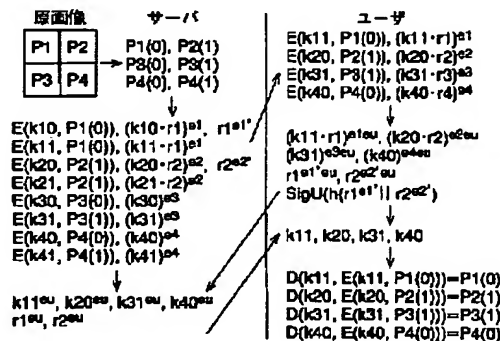 原画像
サーバ
P1 P2
P3 P4
P1(0), P2(1)
P3(0), P3(1)
P4(0), P4(1)
E(k10, P1(0)), (k10·r1)e1, r1e1'
E(k11, P1(0)), (k11·r1)e1
E(k20, P2(1)), (k20·r2)e2, r2e2'
E(k21, P2(1)), (k21·r2)e2
E(k30, P3(0)), (k30)e3
E(k31, P3(1)), (k31)e3
E(k40, P4(0)), (k40)e4
E(k41, P4(1)), (k41)e4
k11eu, k20eu, k31eu, k40eu
r1eu, r2eu
ユーザ
E(k11, P1(0)), (k11·r1)e1
E(k20, P2(1)), (k20·r2)e2
E(k31, P3(1)), (k31·r3)e3
E(k40, P4(0)), (k40·r4)e4
(k11·r1)e1eu, (k20·r2)e2eu
(k31)e3eu, (k40)e4eu
r1e1'eu, r2e2'eu
SigU(h(r1e1' || r2e2')
k11, k20, k31, k40
D(k11, E(k11, P1(0)))=P1(0)
D(k20, E(k20, P2(1)))=P2(1)
D(k31, E(k31, P3(1)))=P3(1)
D(k40, E(k40, P4(0)))=P4(0)